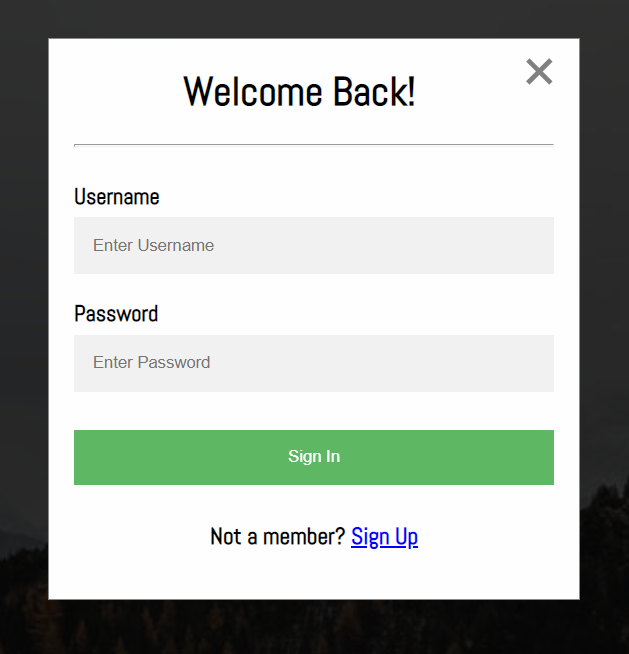 Welcome Back!
Username
Enter Username
Password
Enter Password
Sign In
Not a member? Sign Up